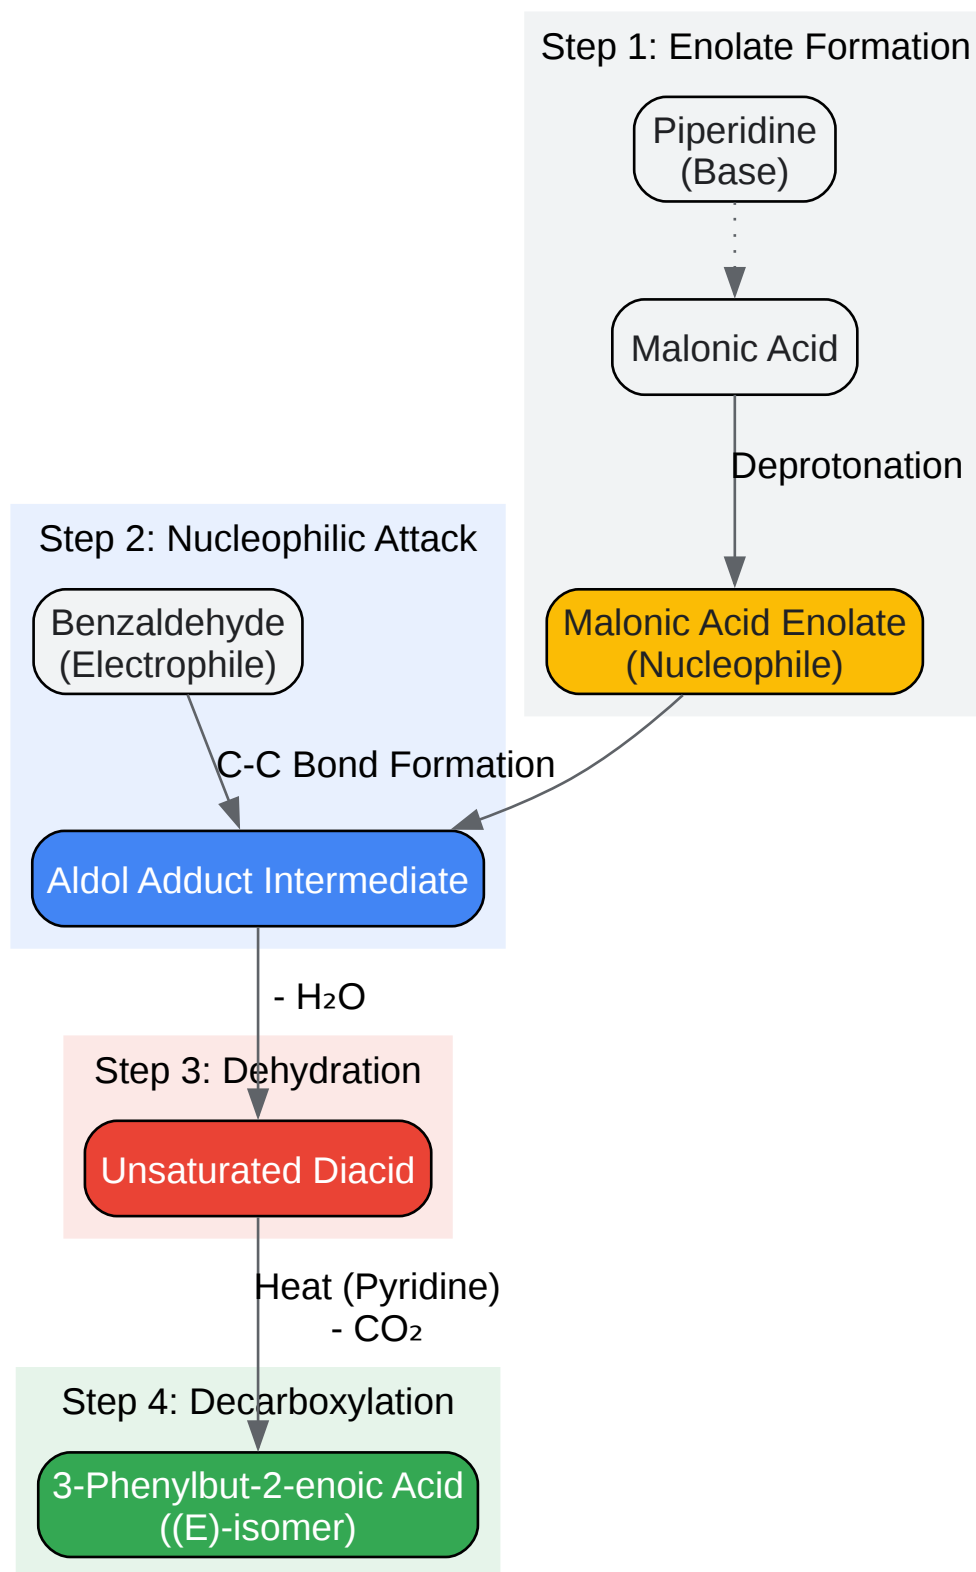 Step 1: Enolate Formation
Piperidine
(Base)
Malonic Acid
Deprotonation
Malonic Acid Enolate
(Nucleophile)
Step 2: Nucleophilic Attack
Benzaldehyde
(Electrophile)
C-C Bond Formation
Aldol Adduct Intermediate
- H₂O
Step 3: Dehydration
Unsaturated Diacid
Heat (Pyridine)
- CO₂
Step 4: Decarboxylation
3-Phenylbut-2-enoic Acid
((E)-isomer)